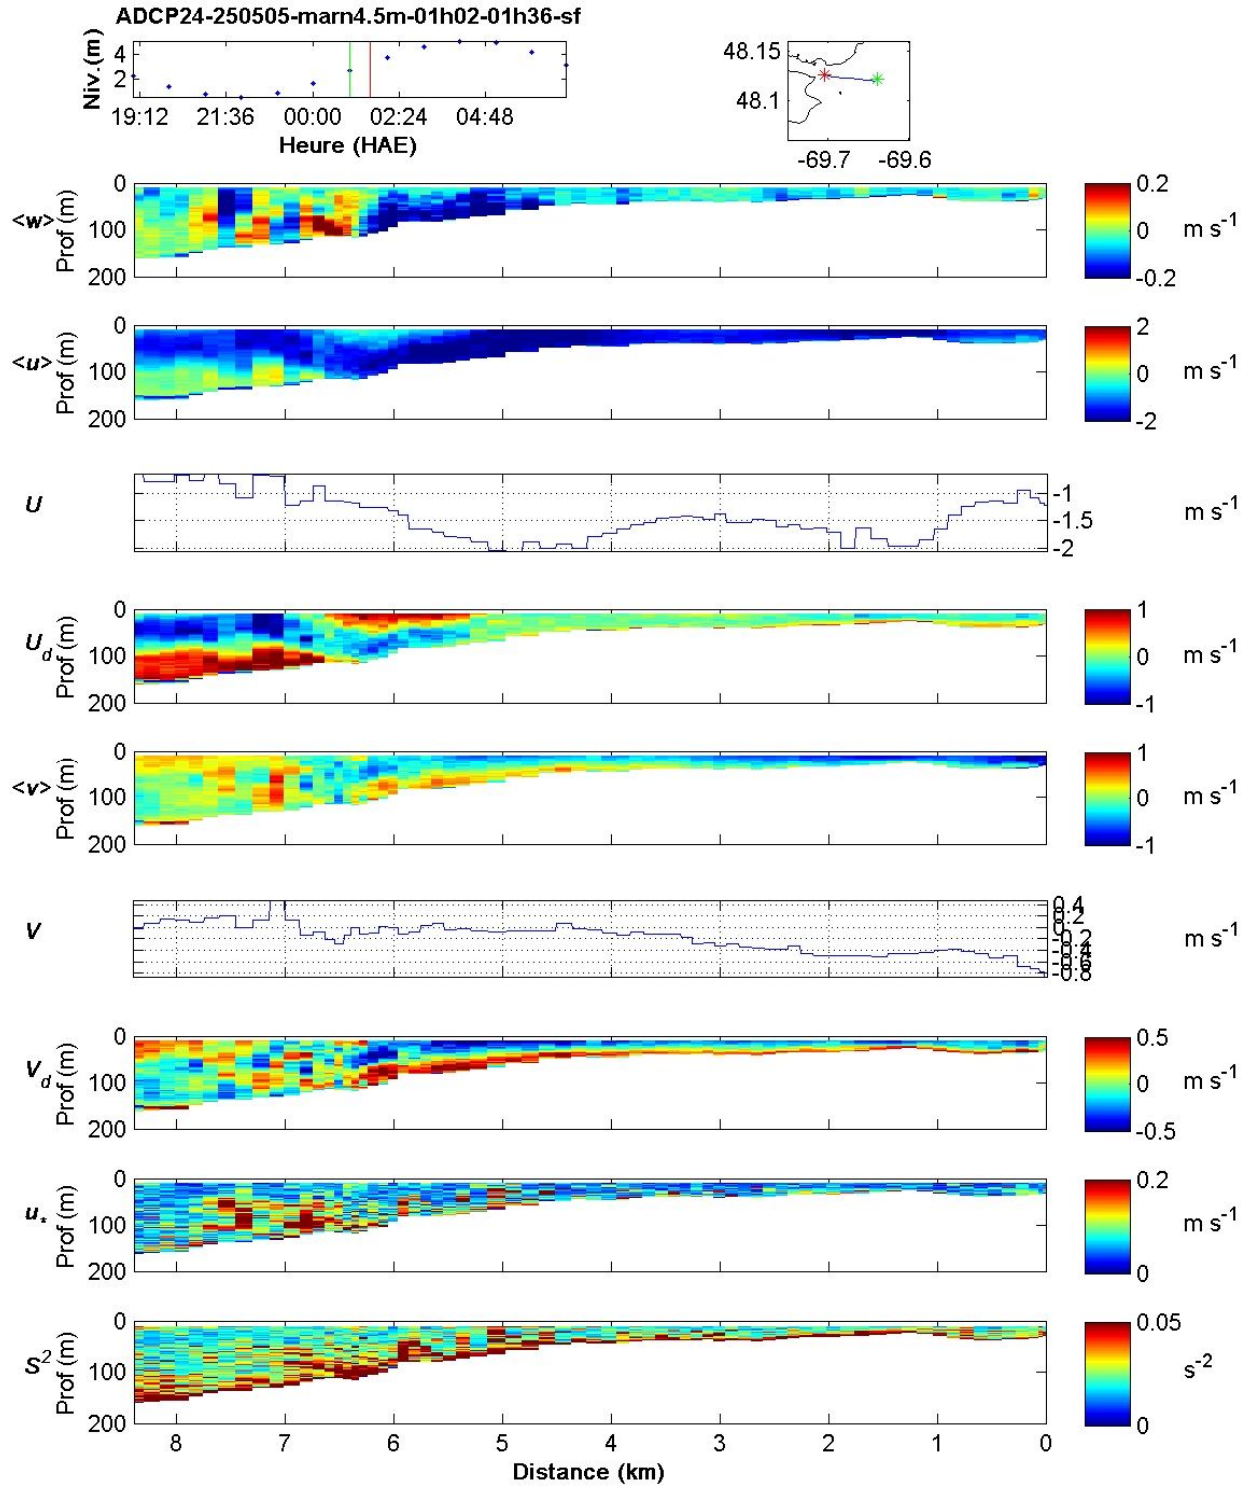 ADCP24-250505-marn4.5m-01h02-01h36-sf
Niv.(m)
4
2
19:12 21:36 00:00 02:24 04:48
Heure (HAE)
48.15
48.1
-69.7 -69.6
<w>
Prof (m)
0
100
200
0.2
0
-0.2
m s-1
<u>
Prof (m)
0
100
200
2
0
-2
m s-1
U
-1
-1.5
-2
m s-1
Ud
Prof (m)
0
100
200
1
0
-1
m s-1
<v>
Prof (m)
0
100
200
1
0
-1
m s-1
V
0.4
0.2
0
-0.2
-0.4
-0.6
-0.8
m s-1
Vd
Prof (m)
0
100
200
0.5
0
-0.5
m s-1
u*
Prof (m)
0
100
200
0.2
0
m s-1
S2
Prof (m)
0
100
200
0.05
0
s-2
8 7 6 5 4 3 2 1 0
Distance (km)